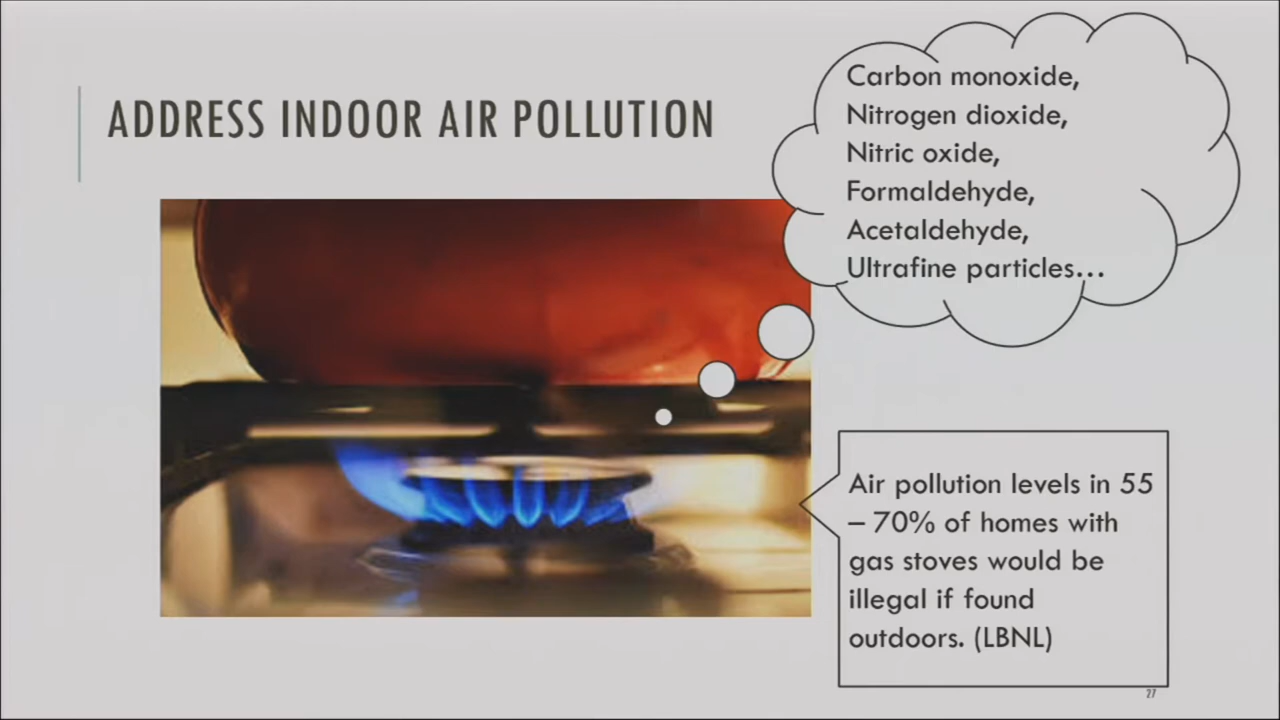 ADDRESS INDOOR AIR POLLUTION
Carbon monoxide,
Nitrogen dioxide,
Nitric oxide,
Formaldehyde,
Acetaldehyde,
Ultrafine particles…
Air pollution levels in 55
– 70% of homes with
gas stoves would be
illegal if found
outdoors. (LBNL)
27